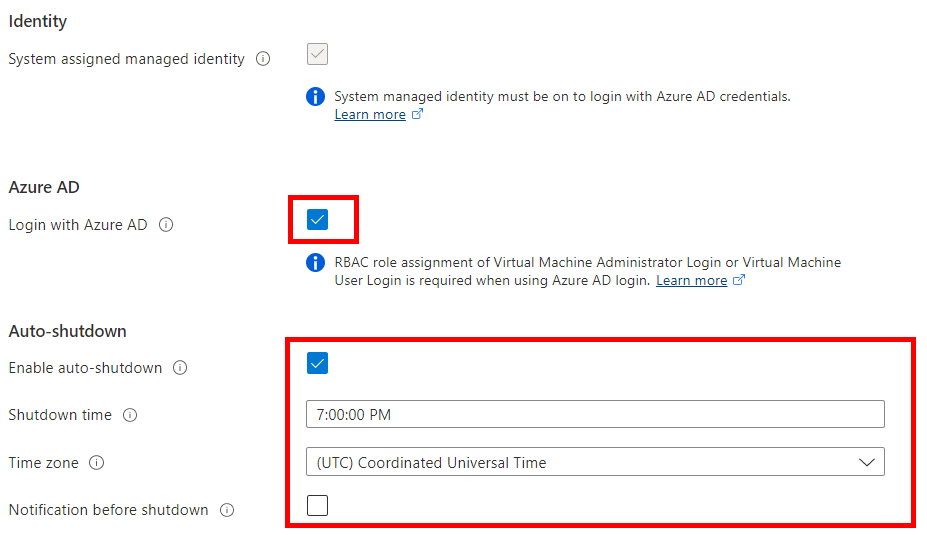 Identity
System assigned managed identity
System managed identity must be on to login with Azure AD credentials.
Learn more
Azure AD
Login with Azure AD
RBAC role assignment of Virtual Machine Administrator Login or Virtual Machine
User Login is required when using Azure AD login. Learn more
Auto-shutdown
Enable auto-shutdown
Shutdown time
7:00:00 PM
Time zone
(UTC) Coordinated Universal Time
Notification before shutdown